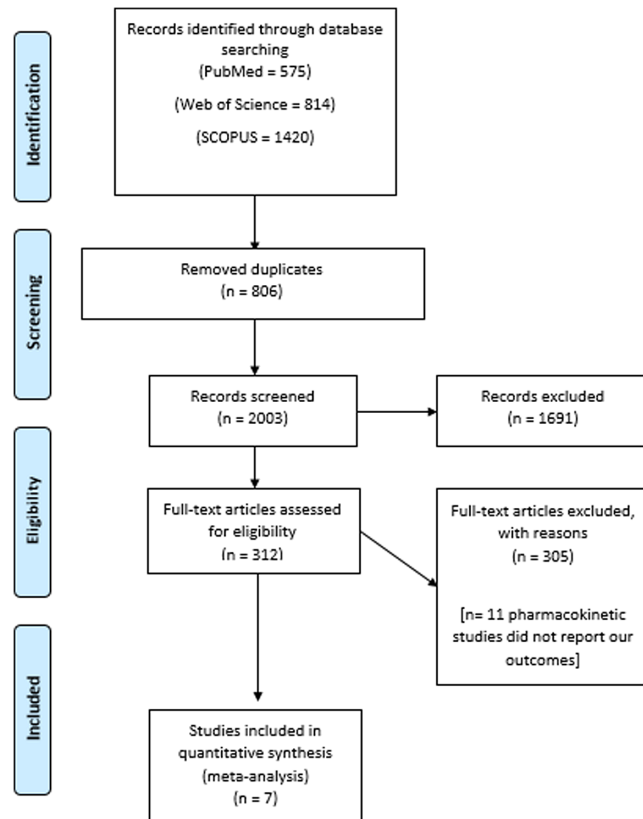 Identification
Records identified through database
searching
(PubMed = 575)
(Web of Science = 814)
(SCOPUS = 1420)
Screening
Removed duplicates
(n = 806)
Records screened
(n = 2003)
Records excluded
(n = 1691)
Eligibility
Full-text articles assessed
for eligibility
(n = 312)
Full-text articles excluded,
with reasons
(n = 305)
[n= 11 pharmacokinetic
studies did not report our
outcomes]
Included
Studies included in
quantitative synthesis
(meta-analysis)
(n = 7)